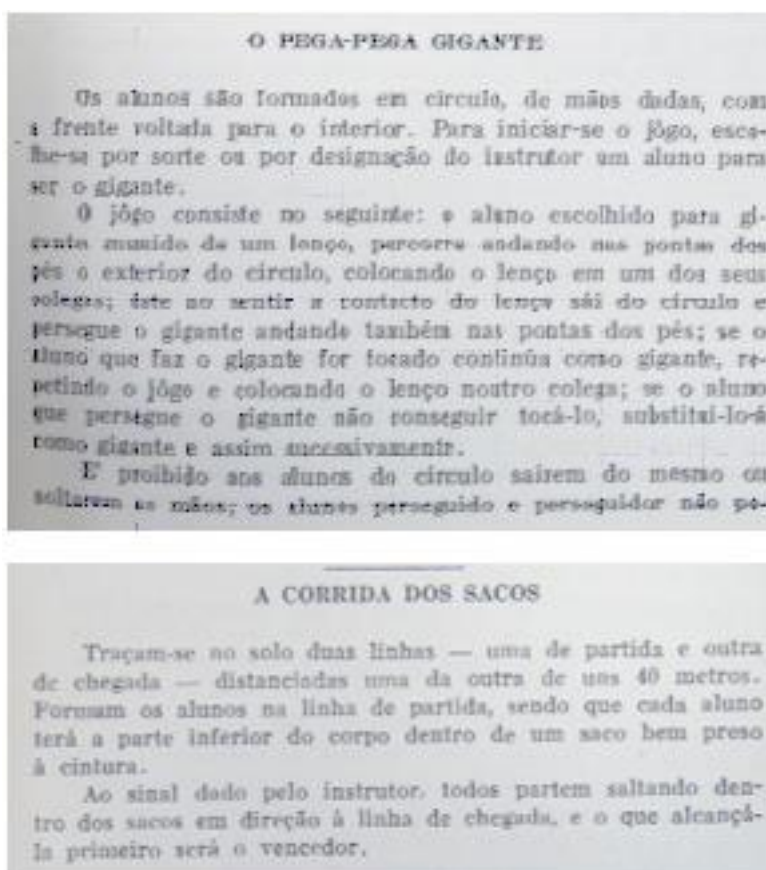 O PEGA-PEGA GIGANTE
Os alunos são formados em círculo, de mãos dadas, com
a frente voltada para o interior. Para iniciar-se o jôgo, esco-
lhe-se por sorte ou por designação do instrutor um aluno para
ser o gigante.
O jôgo consiste no seguinte: o aluno escolhido para gi-
gante munido de um lenço, percorre andando nas pontas dos
pés o exterior do círculo, colocando o lenço em um dos seus
colegas; êste ao sentir o contacto do lenço sái do círculo e
persegue o gigante andando também nas pontas dos pés; se o
aluno que faz o gigante for tocado continúa como gigante, re-
petindo o jôgo e colocando o lenço noutro colega; se o aluno
que persegue o gigante não conseguir tocá-lo, substitui-lo-á
como gigante e assim sucessivamente.
E' proibido aos alunos do círculo saírem do mesmo ou
soltarem as mãos; os alunos perseguido e perseguidor não po-
A CORRIDA DOS SACOS
Traçam-se no solo duas linhas — uma de partida e outra
de chegada — distanciadas uma da outra de uns 40 metros.
Formam os alunos na linha de partida, sendo que cada aluno
terá a parte inferior do corpo dentro de um saco bem preso
à cintura.
Ao sinal dado pelo instrutor, todos partem saltando den-
tro dos sacos em direção à linha de chegada, e o que alcançá-
la primeiro será o vencedor.